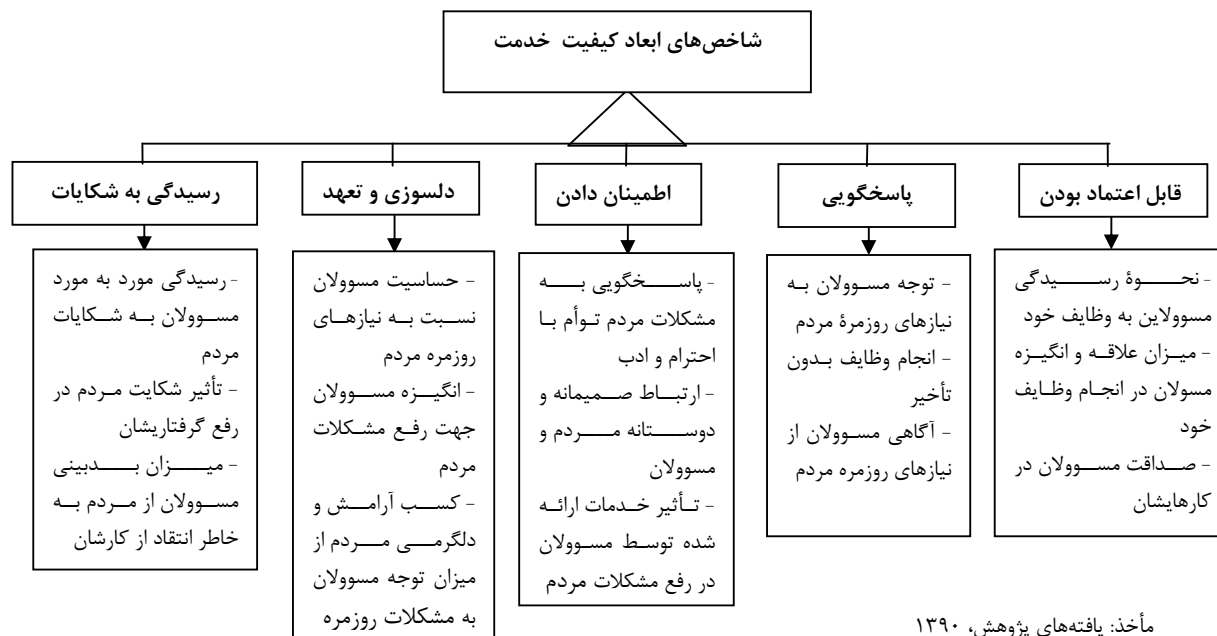 شاخص‌های ابعاد کیفیت خدمت
قابل اعتماد بودن
- نحوۀ رسیدگی
مسوولاین به وظایف خود
- میزان علاقه و انگیزه
مسولان در انجام وظایف
خود
- صداقت مسوولان در
کارهایشان
پاسخگویی
- توجه مسوولان به
نیازهای روزمرۀ مردم
- انجام وظایف بدون
تأخیر
- آگاهی مسوولان از
نیازهای روزمره مردم
اطمینان دادن
- پاسخگویی به
مشکلات مردم توأم با
احترام و ادب
- ارتباط صمیمانه و
دوستانه مردم و
مسوولان
- تأثیر خدمات ارائه
شده توسط مسوولان
در رفع مشکلات مردم
دلسوزی و تعهد
- حساسیت مسوولان
نسبت به نیازهای
روزمره مردم
- انگیزه مسوولان
جهت رفع مشکلات
مردم
- کسب آرامش و
دلگرمی مردم از
میزان توجه مسوولان
به مشکلات روزمره
رسیدگی به شکایات
- رسیدگی مورد به مورد
مسوولان به شکایات
مردم
- تأثیر شکایت مردم در
رفع گرفتاریشان
- میزان بدبینی
مسوولان از مردم به
خاطر انتقاد از کارشان
مأخذ: یافته‌های پژوهش، ۱۳۹۰